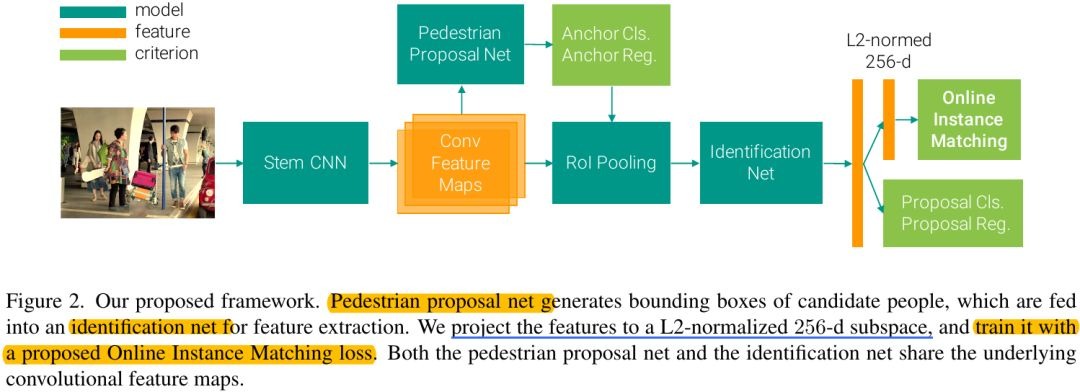 model
feature
criterion
Pedestrian
Proposal Net
Anchor Cls.
Anchor Reg.
L2-normed
256-d
Stem CNN
Conv
Feature
Maps
RoI Pooling
Identification
Net
Online
Instance
Matching
Proposal Cls.
Proposal Reg.
Figure 2. Our proposed framework. Pedestrian proposal net generates bounding boxes of candidate people, which are fed
into an identification net for feature extraction. We project the features to a L2-normalized 256-d subspace, and train it with
a proposed Online Instance Matching loss. Both the pedestrian proposal net and the identification net share the underlying
convolutional feature maps.